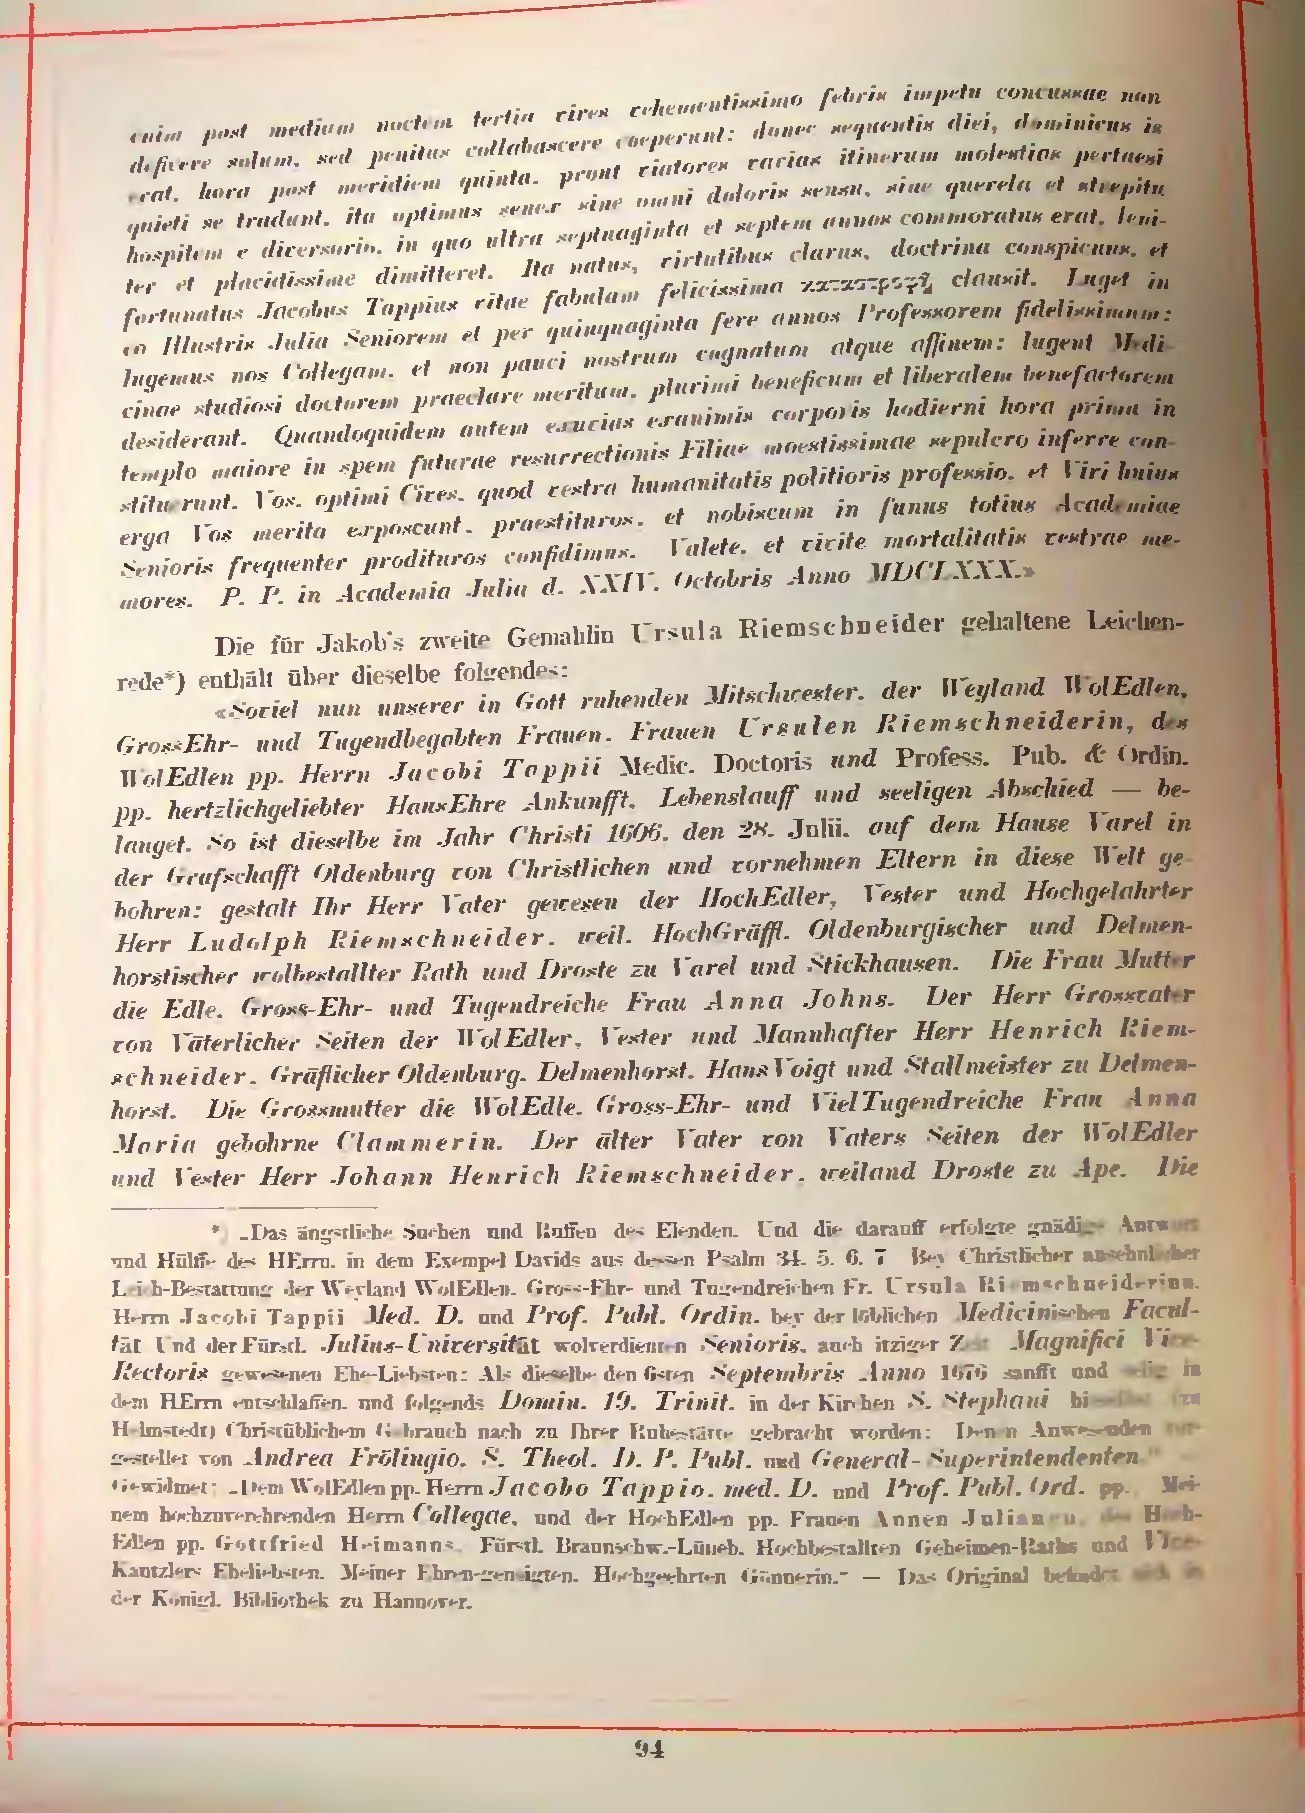 enim post medium noctem tertia vires vehementissimo febris impetu concussae non
deficere solum, sed penitus collabascere coeperunt: donec sequentis diei, dominicus is
erat, hora post meridiem quinta, prout viatores varias itinerum molestias pertaesi
quieti se tradunt, ita optimus senex sine omni doloris sensu, sine querela et strepitu
hospitem e diversorio, in quo ultra septuaginta et septem annos commoratus erat, leni-
ter et placidissime dimitteret. Ita natus, virtutibus clarus, doctrina conspicuus, et
fortunatus Jacobus Tappius vitae fabulam felicissima clausit. Luget in
eo Illustris Julia Seniorem et per quinquaginta fere annos Professorem fidelissimum:
lugemus nos Collegam, et non pauci nostrum cognatum atque affinem: lugent Medi-
cinae studiosi doctorem praeclare meritum, plurimi beneficum et liberalem benefactorem
desiderant. Quandoquidem autem exuvias exanimis corporis hodierni hora prima in
templo maiore in spem futurae resurrectionis Filiae moestissimae sepulcro inferre con-
stituerunt. Vos, optimi Cives, quod vestra humanitatis politioris professio, et Viri huius
erga Vos merita exposcunt, praestituros, et nobiscum in funus totius Academiae
Senioris frequenter prodituros confidimus. Valete, et vivite mortalitatis vestrae me-
mores. P. P. in Academia Julia d. XXIV. Octobris Anno MDCLXXX.»
Die für Jakob's zweite Gemahlin Ursula Riemschneider gehaltene Leichen-
rede*) enthält über dieselbe folgendes:
«Soviel nun unserer in Gott ruhenden Mitschwester, der Weyland WolEdlen,
GrossEhr- und Tugendbegabten Frauen, Frauen Ursulen Riemschneiderin, des
WolEdlen pp. Herrn Jacobi Tappii Medic. Doctoris und Profess. Pub. & Ordin.
pp. hertzlichgeliebter HausEhre Ankunfft, Lebenslauff und seeligen Abschied — be-
langet. So ist dieselbe im Jahr Christi 1606. den 28. Julii. auf dem Hause Varel in
der Grafschafft Oldenburg von Christlichen und vornehmen Eltern in diese Welt ge-
bohren: gestalt Ihr Herr Vater gewesen der HochEdler, Vester und Hochgelahrter
Herr Ludolph Riemschneider, weil. HochGräffl. Oldenburgischer und Delmen-
horstischer wolbestallter Rath und Droste zu Varel und Stickhausen. Die Frau Mutter
die Edle, Gross-Ehr- und Tugendreiche Frau Anna Johns. Der Herr Grossvater
von Väterlicher Seiten der WolEdler, Vester und Mannhafter Herr Henrich Riem-
schneider, Gräflicher Oldenburg. Delmenhorst. HausVoigt und Stallmeister zu Delmen-
horst. Die Grossmutter die WolEdle, Gross-Ehr- und VielTugendreiche Frau Anna
Maria gebohrne Clammerin. Der älter Vater von Vaters Seiten der WolEdler
und Vester Herr Johann Henrich Riemschneider, weiland Droste zu Ape. Die
*) „Das ängstliche Suchen und Ruffen des Elenden. Und die darauff erfolgte gnädige Antwort
und Hülffe des HErrn, in dem Exempel Davids aus dessen Psalm 34. 5. 6. 7 Bey Christlicher ansehnlicher
Leich-Bestattung der Weyland WolEdlen, Gross-Ehr- und Tugendreichen Fr. Ursula Riemschneiderinn,
Herrn Jacobi Tappii Med. D. und Prof. Publ. Ordin. bey der löblichen Medicinischen Facul-
tät Und der Fürstl. Julius-Universität wolverdienten Senioris, auch itziger Zeit Magnifici Vice-
Rectoris gewesenen Ehe-Liebsten: Als dieselbe den 6sten Septembris Anno 1676 sanfft und selig in
dem HErrn entschlaffen, und folgends Domin. 19. Trinit. in der Kirchen S. Stephani hieselbst (zu
Helmstedt) Christüblichem Gebrauch nach zu Ihrer Ruhestätte gebracht worden: Denen Anwesenden vor-
gestellet von Andrea Frölingio, S. Theol. D. P. Publ. und General-Superintendenten."
Gewidmet: „Dem WolEdlen pp. Herrn Jacobo Tappio, med. D. und Prof. Publ. Ord. pp., Mei-
nem hochzuverehrenden Herrn Collegae, und der HochEdlen pp. Frauen Annen Julianen, des Hoch-
Edlen pp. Gottfried Heimanns, Fürstl. Braunschw.-Lüneb. Hochbestallten Geheimen-Raths und Vice-
Kantzlers Eheliebsten, Meiner Ehren-geneigten, Hochgeehrten Gönnerin." — Das Original befindet sich in
der Königl. Bibliothek zu Hannover.
94